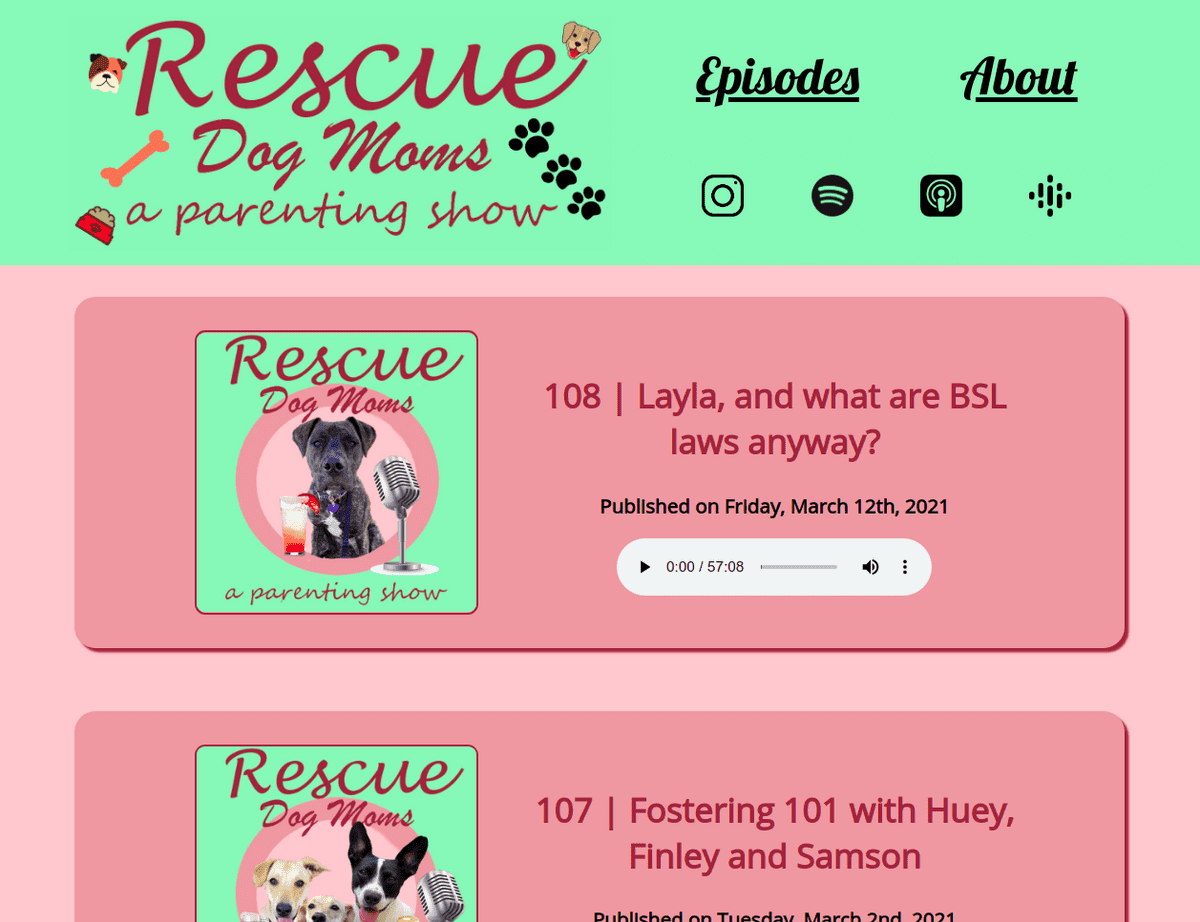 Rescue
Dog Moms
a parenting show
Episodes
About
Rescue
Dog Moms
a parenting show
108 | Layla, and what are BSL
laws anyway?
Published on Friday, March 12th, 2021
0:00 / 57:08
Rescue
Dog Moms
107 | Fostering 101 with Huey,
Finley and Samson
Published on Tuesday, March 2nd, 2021